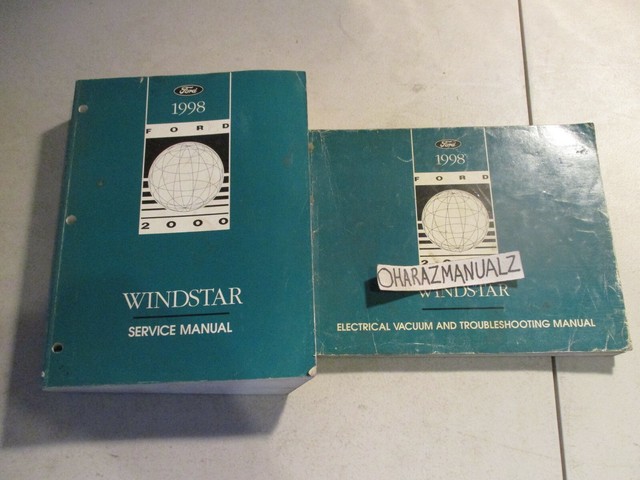 Ford
1998
FORD
2000
WINDSTAR
SERVICE MANUAL
Ford
1998
FORD
OHARAZMANUALZ
WINDSTAR
ELECTRICAL VACUUM AND TROUBLESHOOTING MANUAL